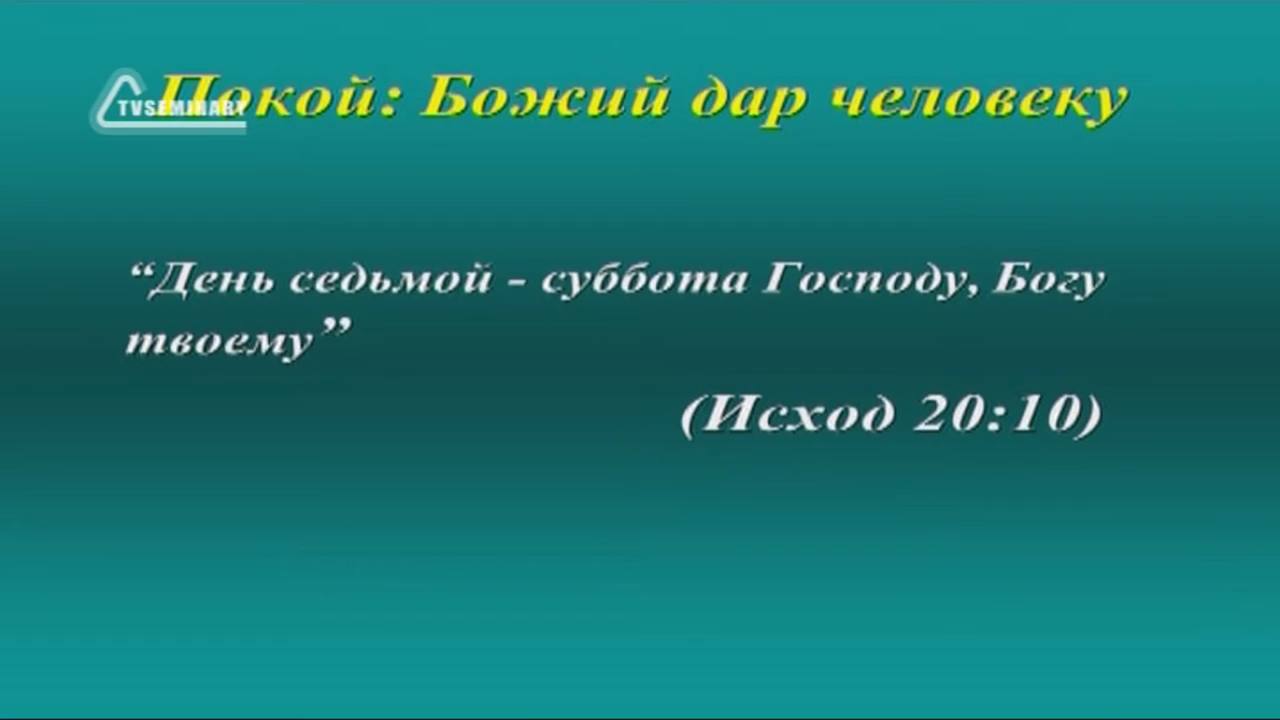 Покой: Божий дар человеку
TVSEMINARY
“День седьмой - суббота Господу, Богу
твоему”
(Исход 20:10)